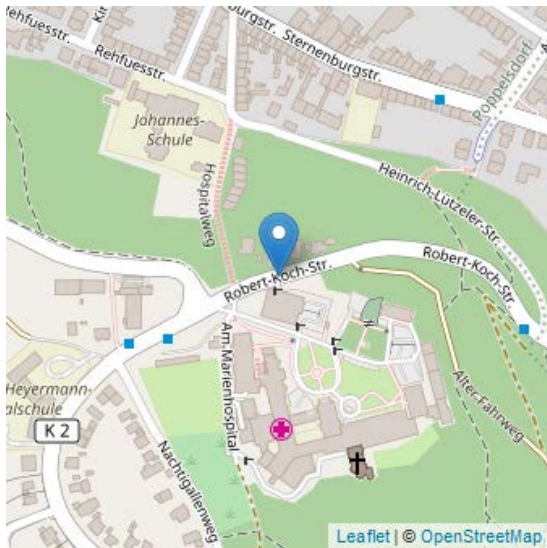 Rehfuesstr.
Sternenburgstr.
Rehfuesstr.
Poppelsdorf
Johannes-
Schule
Hospitalweg
Heinrich-Lützeler-Str.
Robert-Koch-Str.
Robert-Koch-Str.
Am Marienhospital
Alter Fahrweg
Heyermann-
alschule
K 2
Nachtigallenweg
Leaflet | © OpenStreetMap